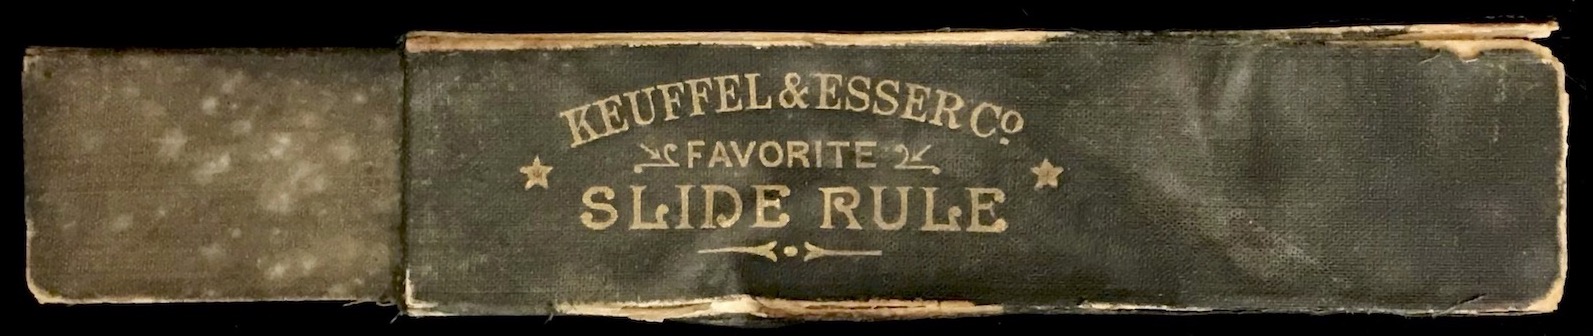 KEUFFEL & ESSER Co.
FAVORITE
SLIDE RULE